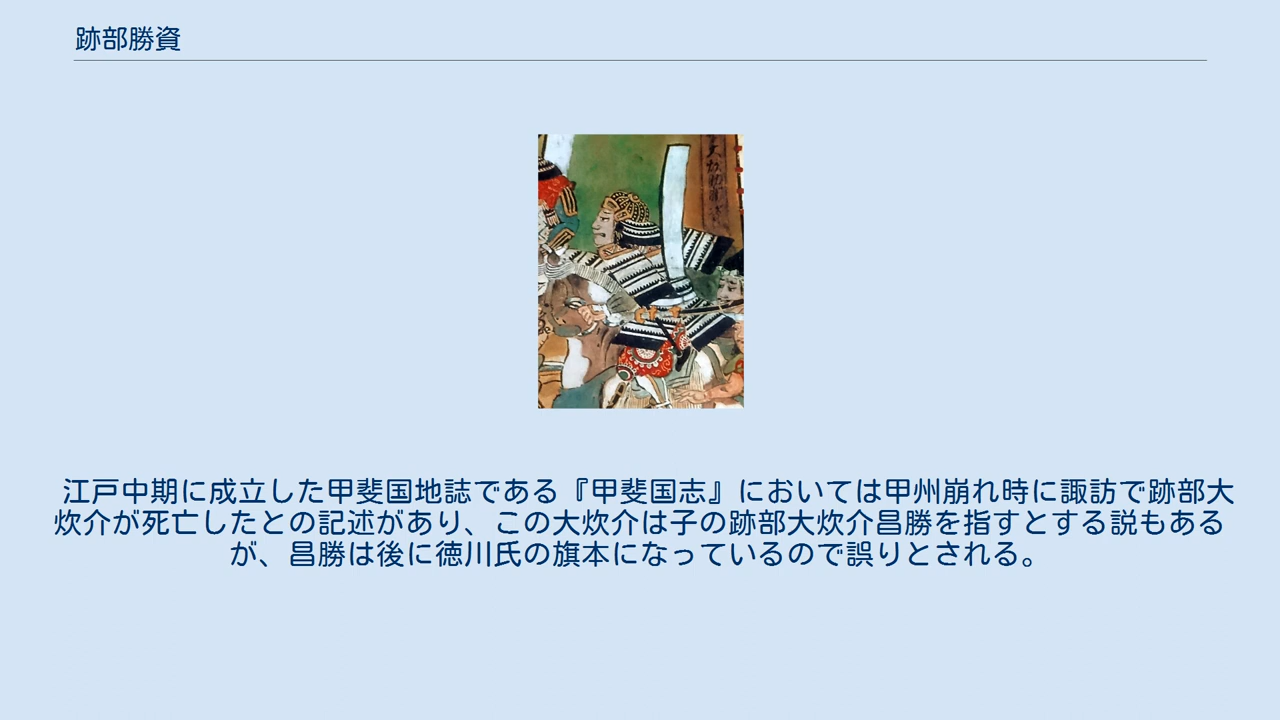 跡部勝資
江戸中期に成立した甲斐国地誌である『甲斐国志』においては甲州崩れ時に諏訪で跡部大
炊介が死亡したとの記述があり、この大炊介は子の跡部大炊介昌勝を指すとする説もある
が、昌勝は後に徳川氏の旗本になっているので誤りとされる。